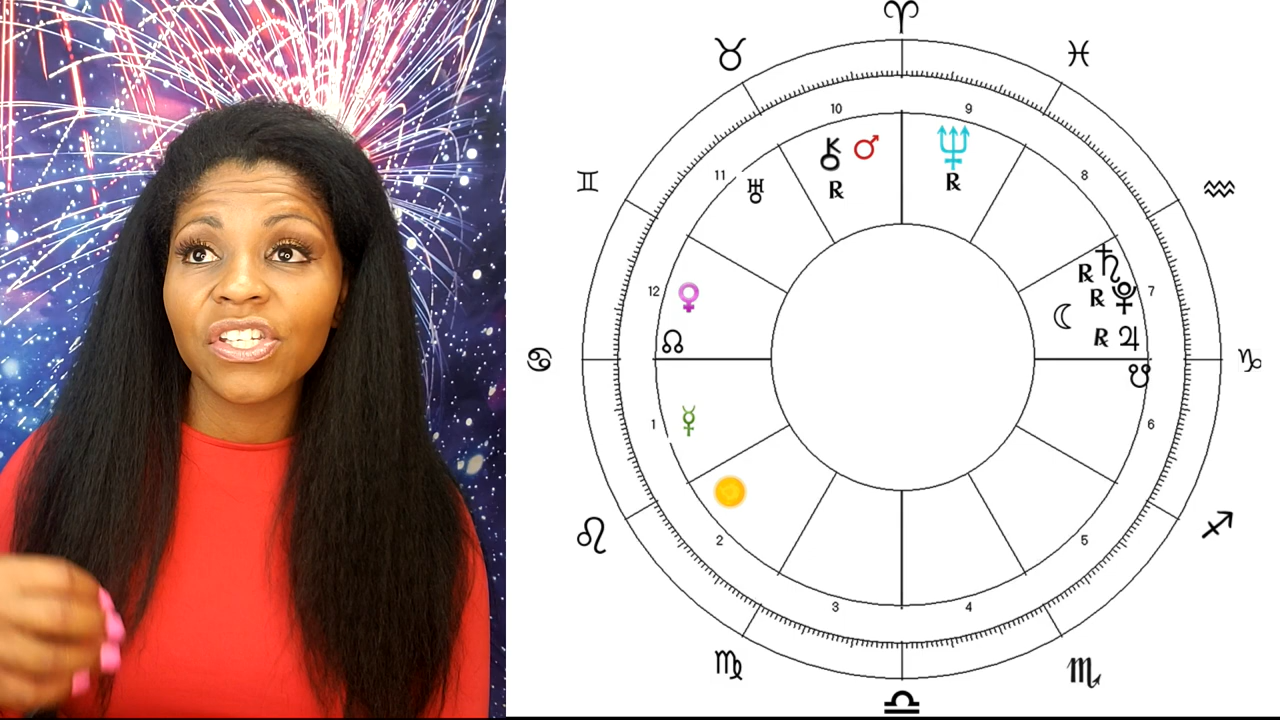 ♈
♉ ♓
10 9
⚷ ♂ ♆
℞ ℞
♊ 11 ♅ 8 ♒
♄ ℞
12 ♀ ℞ ♇ 7
☽
☊ ℞ ♃
♋ ♑
☋
1 ☿ 6
♌ 2 5 ♐
3 4
♍ ♏
♎